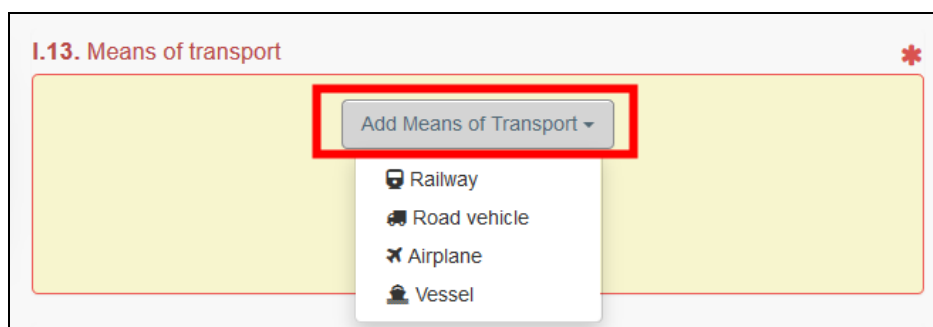 I.13. Means of transport
Add Means of Transport
Railway
Road vehicle
Airplane
Vessel